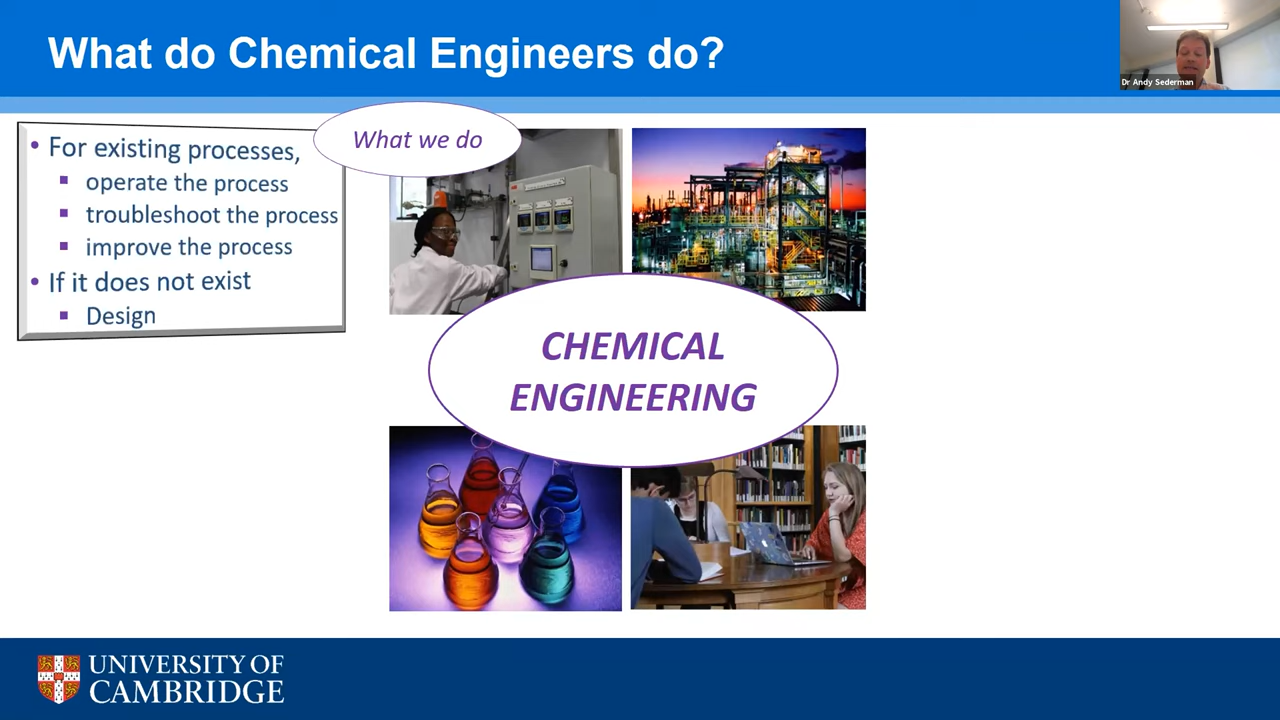 What do Chemical Engineers do?
Dr Andy Sederman
What we do
• For existing processes,
▪ operate the process
▪ troubleshoot the process
▪ improve the process
• If it does not exist
▪ Design
CHEMICAL
ENGINEERING
UNIVERSITY OF
CAMBRIDGE